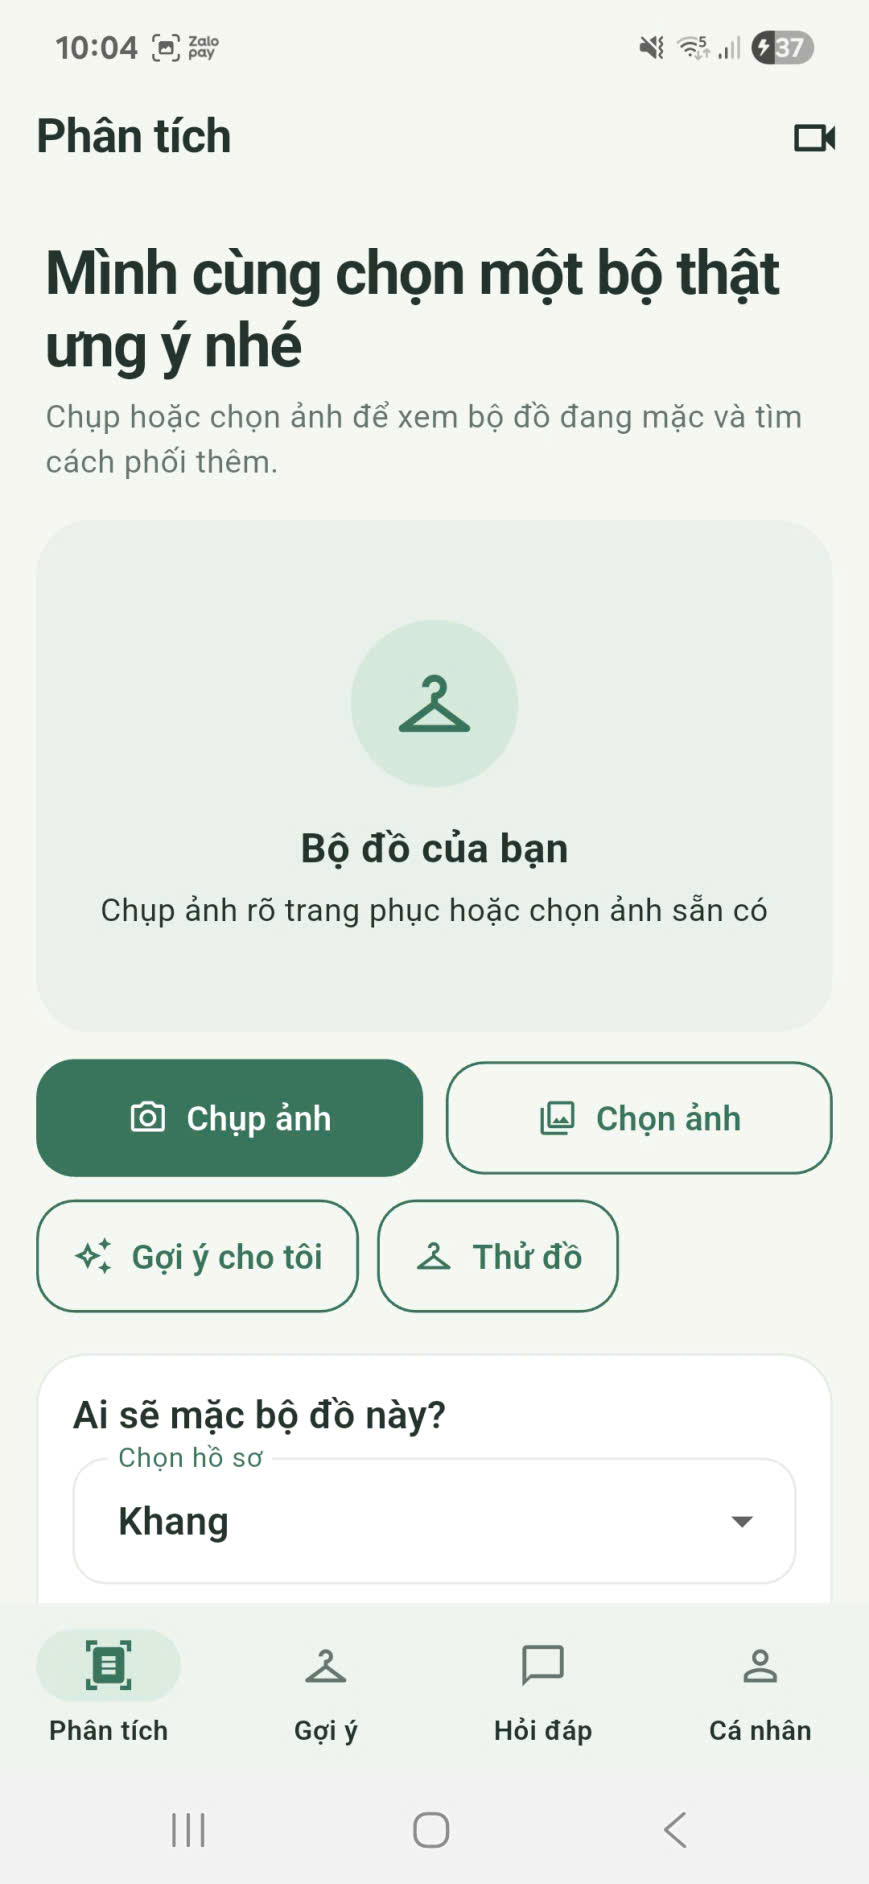 10:04 Zalo pay 5 37
Phân tích
Mình cùng chọn một bộ thật
ưng ý nhé
Chụp hoặc chọn ảnh để xem bộ đồ đang mặc và tìm
cách phối thêm.
Bộ đồ của bạn
Chụp ảnh rõ trang phục hoặc chọn ảnh sẵn có
Chụp ảnh Chọn ảnh
Gợi ý cho tôi Thử đồ
Ai sẽ mặc bộ đồ này?
Chọn hồ sơ
Khang
Phân tích Gợi ý Hỏi đáp Cá nhân